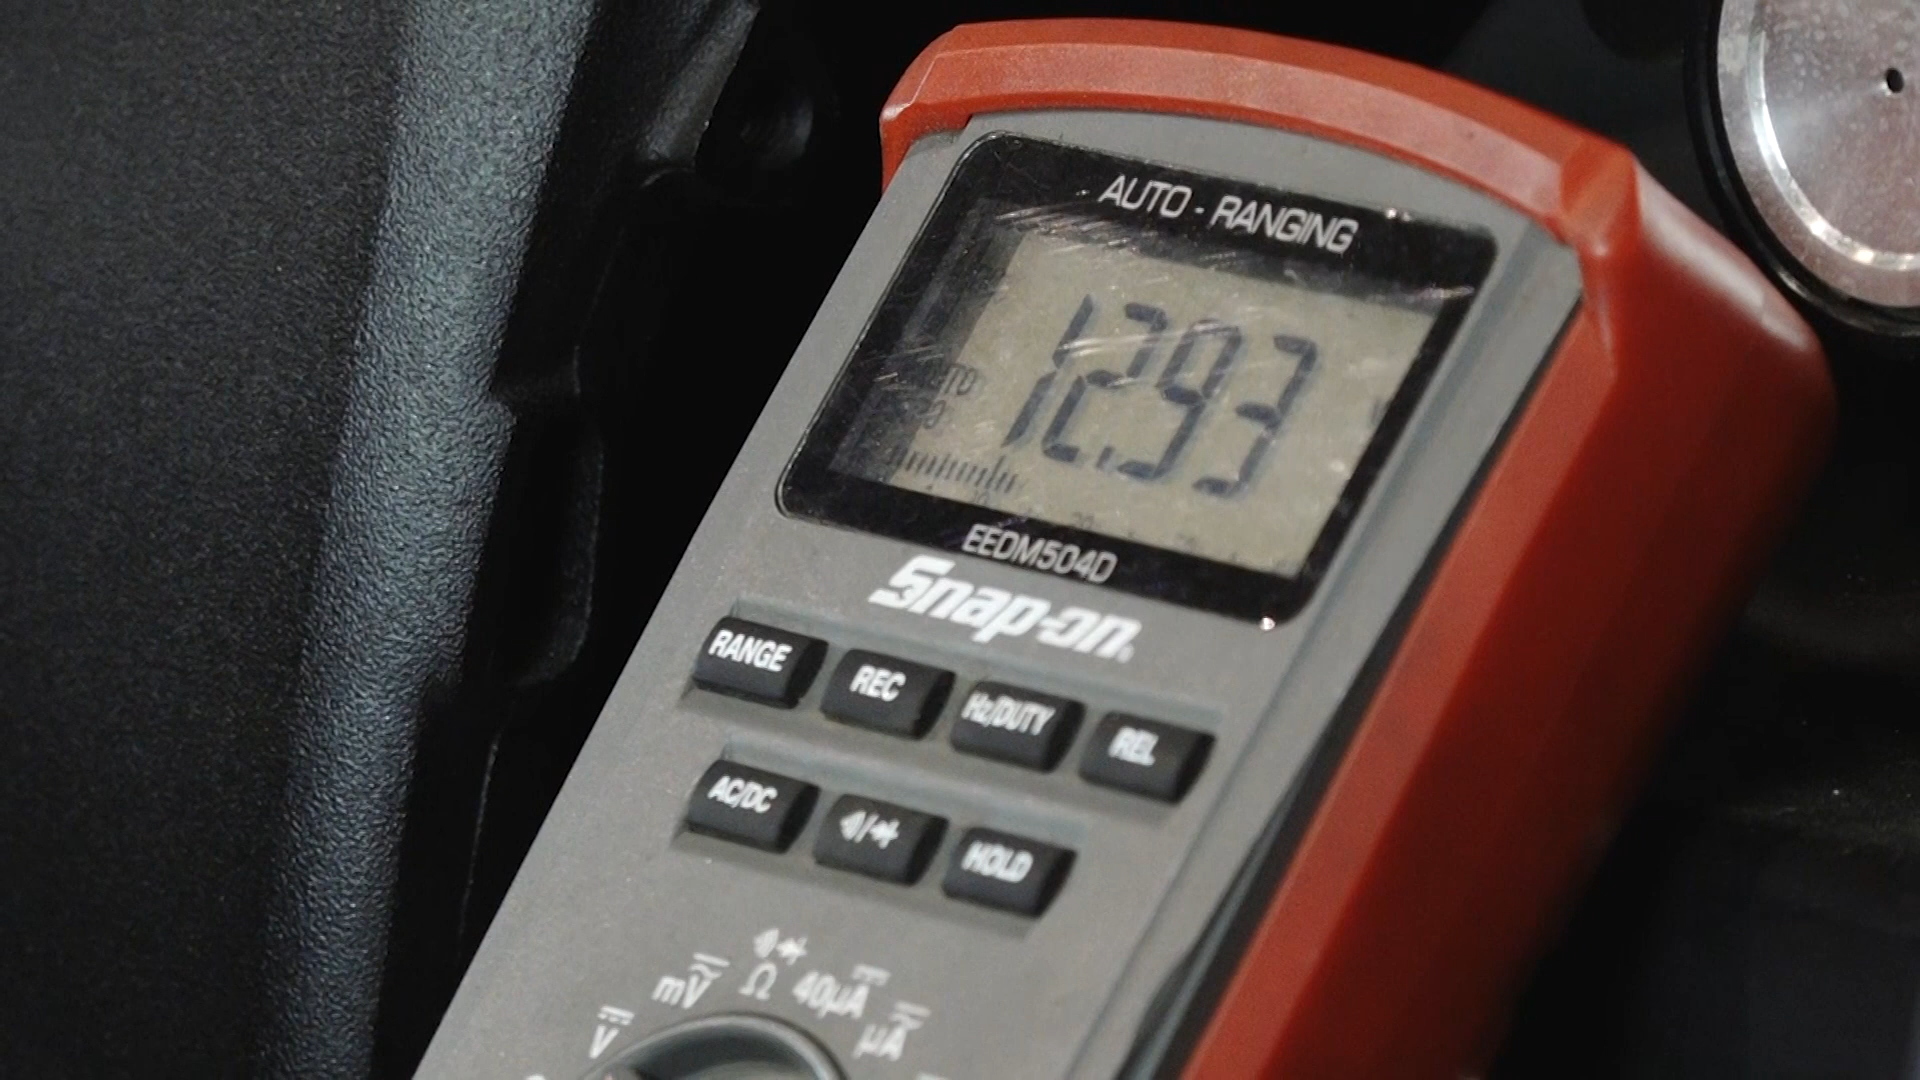 AUTO - RANGING
12.93
EEDM504D
Snap-on
RANGE
REC
Hz/DUTY
REL
AC/DC
HOLD
mV
Ω
40µA
V
µA